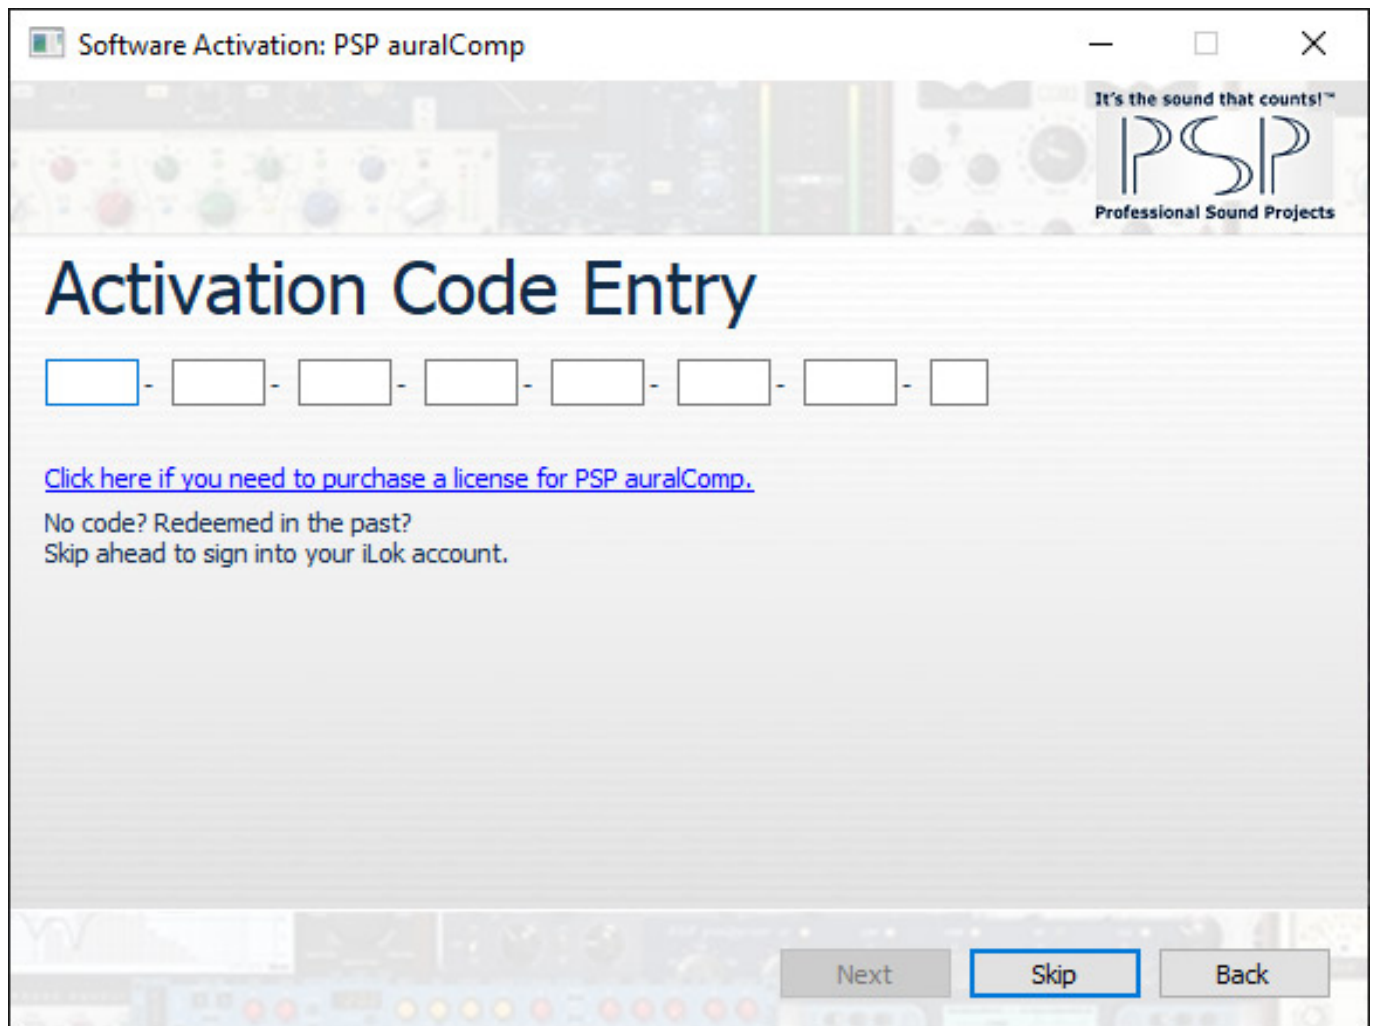 Software Activation: PSP auralComp
It's the sound that counts!™
PSP
Professional Sound Projects
Activation Code Entry
- - - - - - -
Click here if you need to purchase a license for PSP auralComp.
No code? Redeemed in the past?
Skip ahead to sign into your iLok account.
Next Skip Back